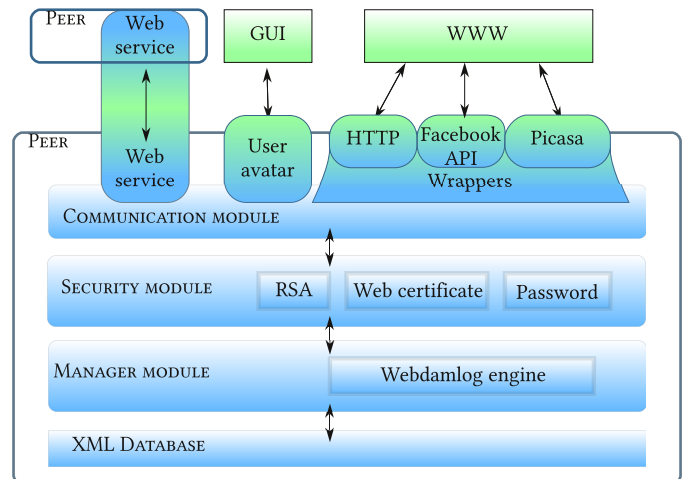 PEER
Web
service
GUI
WWW
PEER
Web
service
User
avatar
HTTP
Facebook
API
Picasa
Wrappers
COMMUNICATION MODULE
SECURITY MODULE
RSA
Web certificate
Password
MANAGER MODULE
Webdamlog engine
XML DATABASE